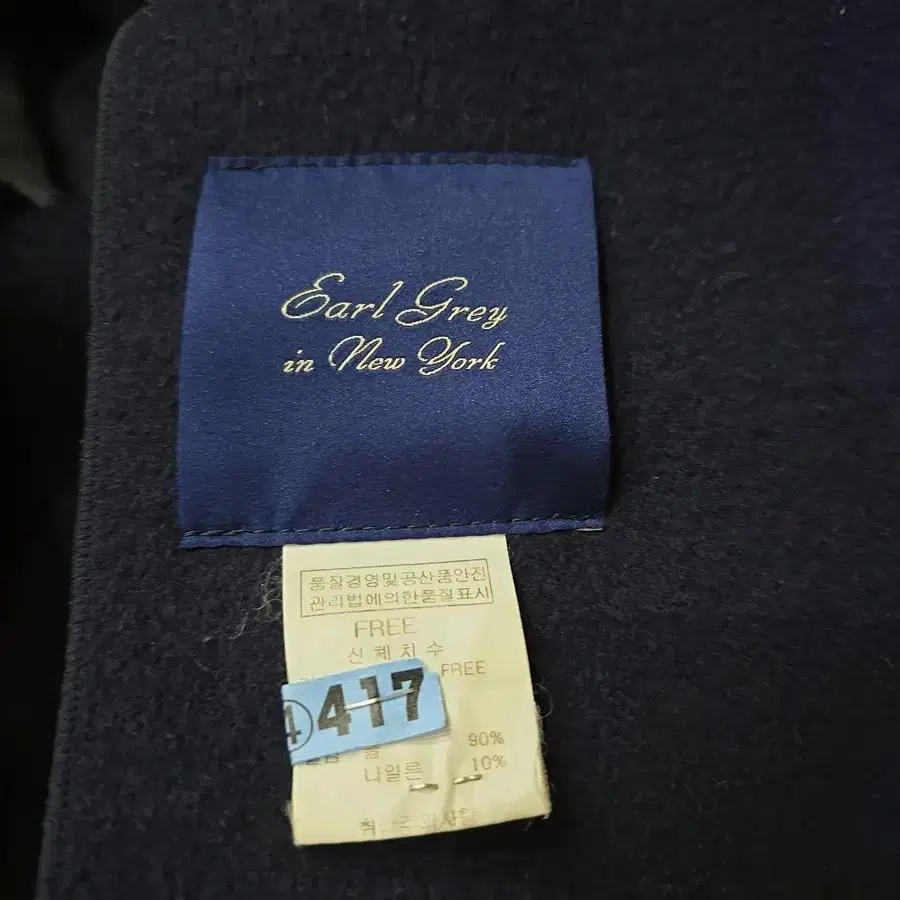 Earl Grey
in New York
품질경영및공산품안전
관리법에의한품질표시
FREE
신체치수
FREE
④417
90%
나일론 10%